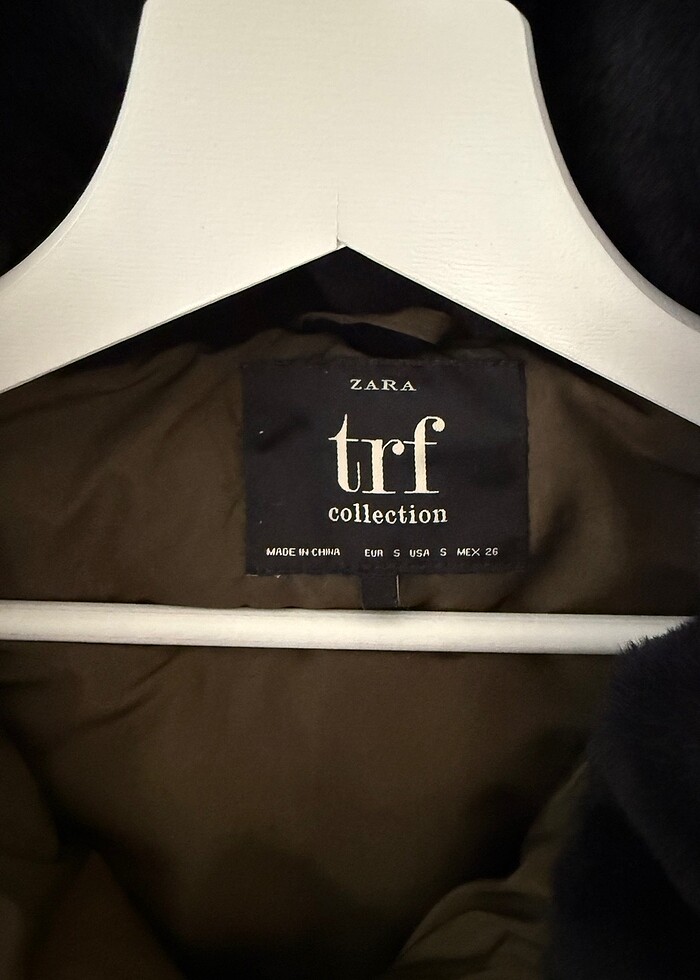 ZARA
trf
collection
MADE IN CHINA EUR S USA S MEX 26